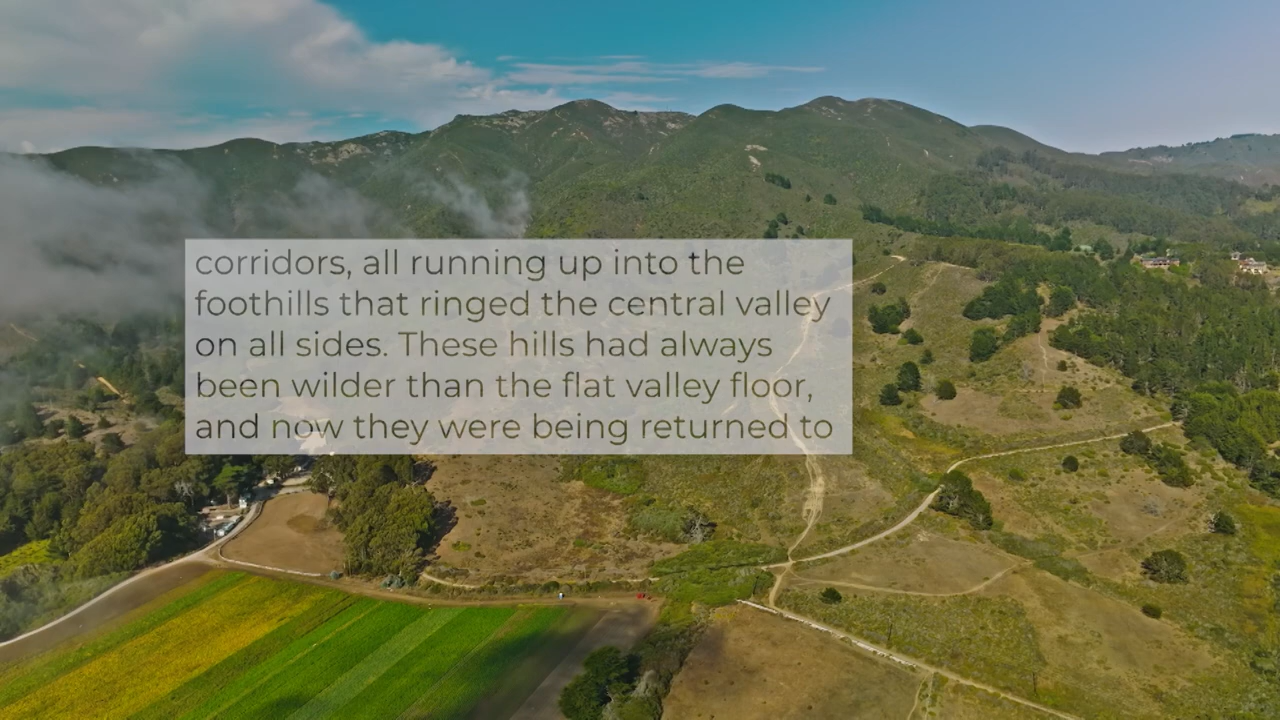 corridors, all running up into the
foothills that ringed the central valley
on all sides. These hills had always
been wilder than the flat valley floor,
and now they were being returned to